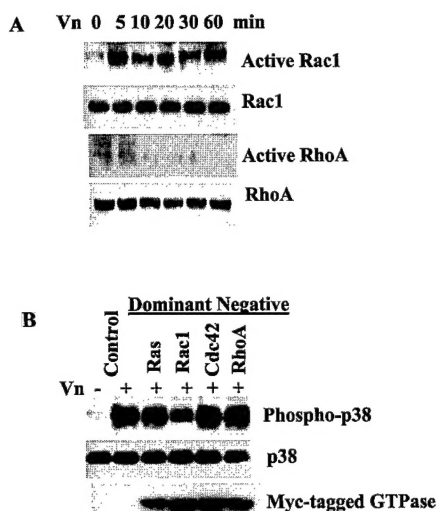 A
Vn 0 5 10 20 30 60 min
Active Rac1
Rac1
Active RhoA
RhoA
B
Dominant Negative
Control Ras Rac1 Cdc42 RhoA
Vn - + + + + +
Phospho-p38
p38
Myc-tagged GTPase